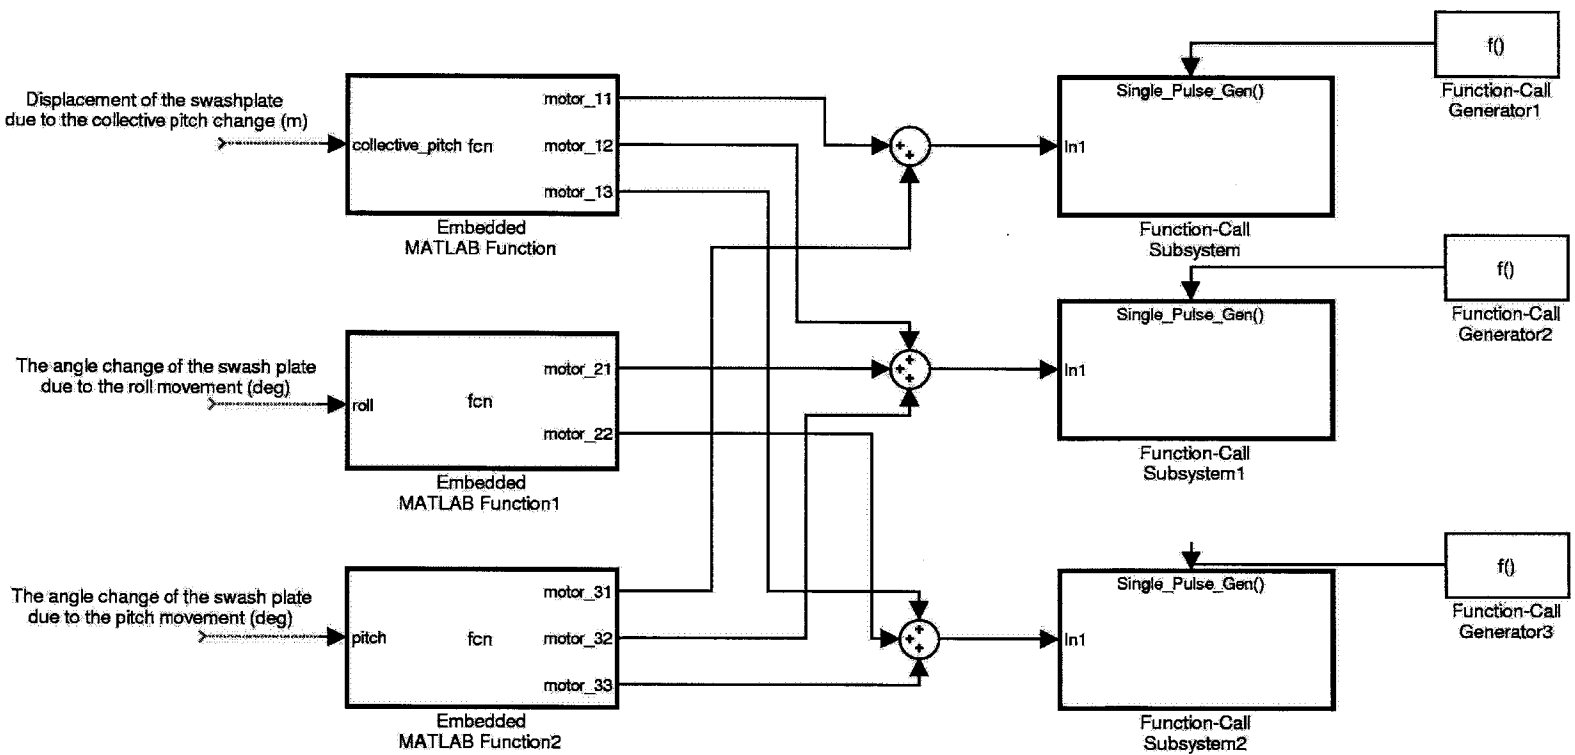 Displacement of the swashplate
due to the collective pitch change (m)
collective_pitch
fcn
motor_11
motor_12
motor_13
Embedded
MATLAB Function
The angle change of the swash plate
due to the roll movement (deg)
roll
fcn
motor_21
motor_22
Embedded
MATLAB Function1
The angle change of the swash plate
due to the pitch movement (deg)
pitch
fcn
motor_31
motor_32
motor_33
Embedded
MATLAB Function2
+
+
+
+
+
+
+
+
Single_Pulse_Gen()
In1
Function-Call
Subsystem
f()
Function-Call
Generator1
Single_Pulse_Gen()
In1
Function-Call
Subsystem1
f()
Function-Call
Generator2
Single_Pulse_Gen()
In1
Function-Call
Subsystem2
f()
Function-Call
Generator3